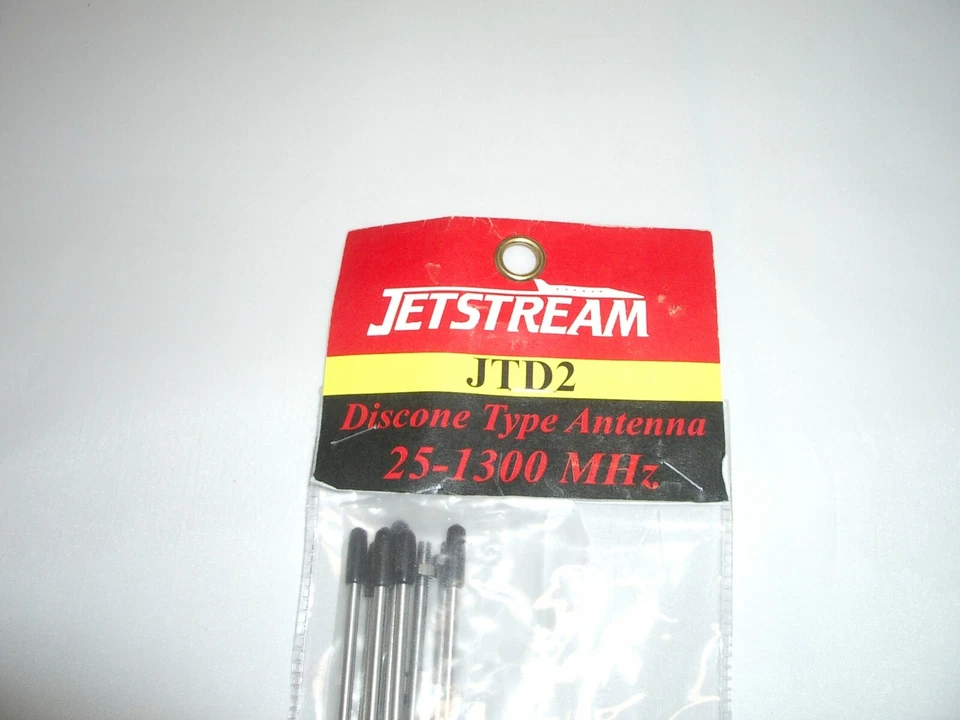 JETSTREAM
JTD2
Discone Type Antenna
25-1300 MHz